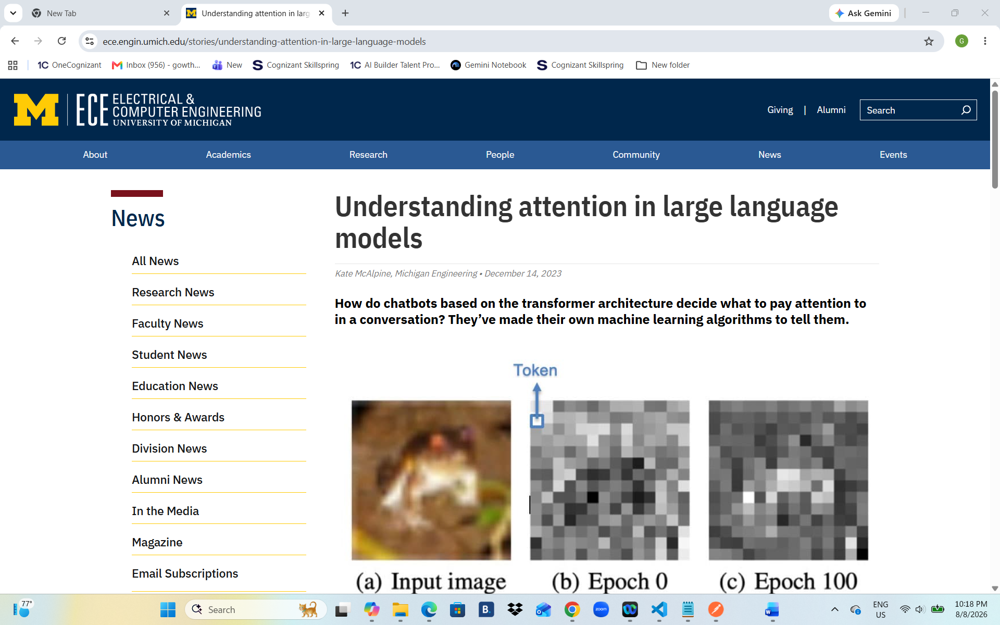 New Tab
Understanding attention in larg
Ask Gemini
ece.engin.umich.edu/stories/understanding-attention-in-large-language-models
G
1C OneCognizant
Inbox (956) - gowth...
New
S Cognizant Skillspring
1C AI Builder Talent Pro...
Gemini Notebook
S Cognizant Skillspring
New folder
M ECE ELECTRICAL &
COMPUTER ENGINEERING
UNIVERSITY OF MICHIGAN
Giving | Alumni
Search
About Academics Research People Community News Events
News
All News
Research News
Faculty News
Student News
Education News
Honors & Awards
Division News
Alumni News
In the Media
Magazine
Email Subscriptions
Understanding attention in large language
models
Kate McAlpine, Michigan Engineering • December 14, 2023
How do chatbots based on the transformer architecture decide what to pay attention to
in a conversation? They’ve made their own machine learning algorithms to tell them.
Token
(a) Input image (b) Epoch 0 (c) Epoch 100
77°
Search
B.
zoom
W
ENG
US
10:18 PM
8/8/2026